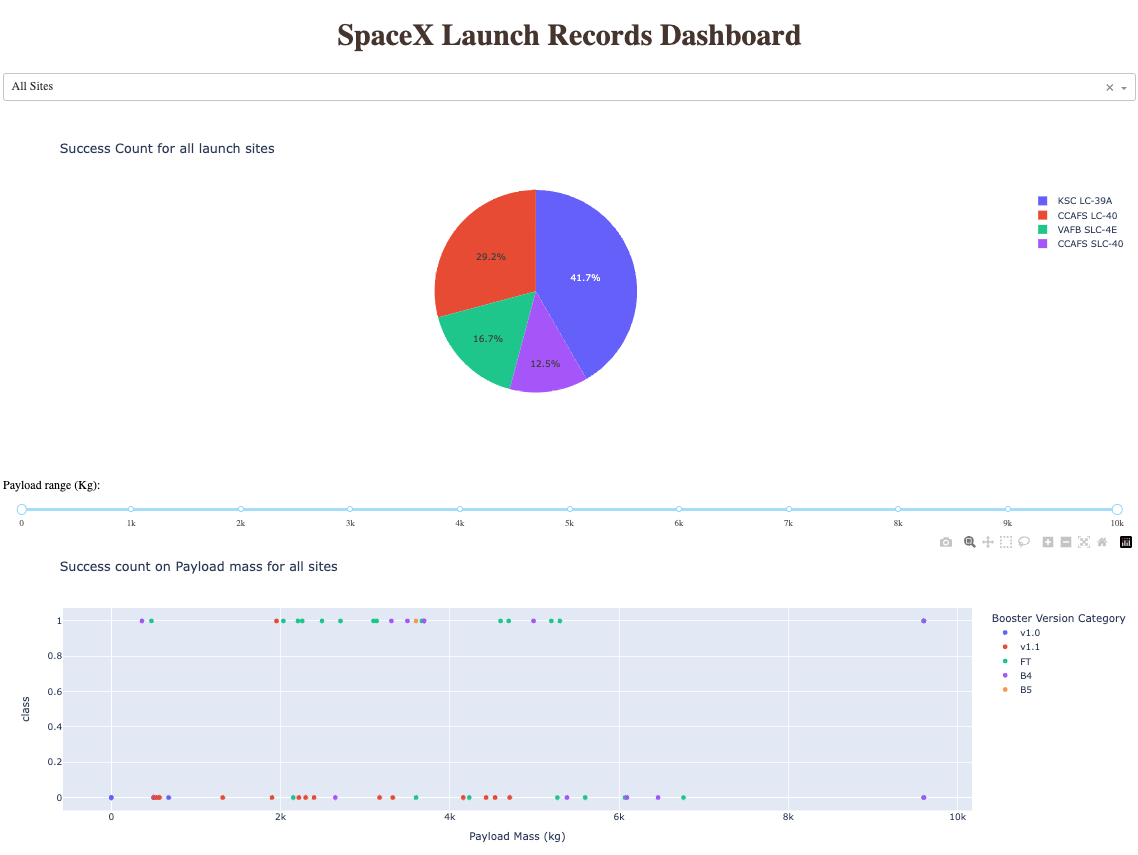 SpaceX Launch Records Dashboard
All Sites
Success Count for all launch sites
KSC LC-39A
CCAFS LC-40
VAFB SLC-4E
CCAFS SLC-40
29.2%
41.7%
16.7%
12.5%
Payload range (Kg):
0 1k 2k 3k 4k 5k 6k 7k 8k 9k 10k
Success count on Payload mass for all sites
Booster Version Category
v1.0
v1.1
FT
B4
B5
1
0.8
0.6
0.4
0.2
0
class
0 2k 4k 6k 8k 10k
Payload Mass (kg)